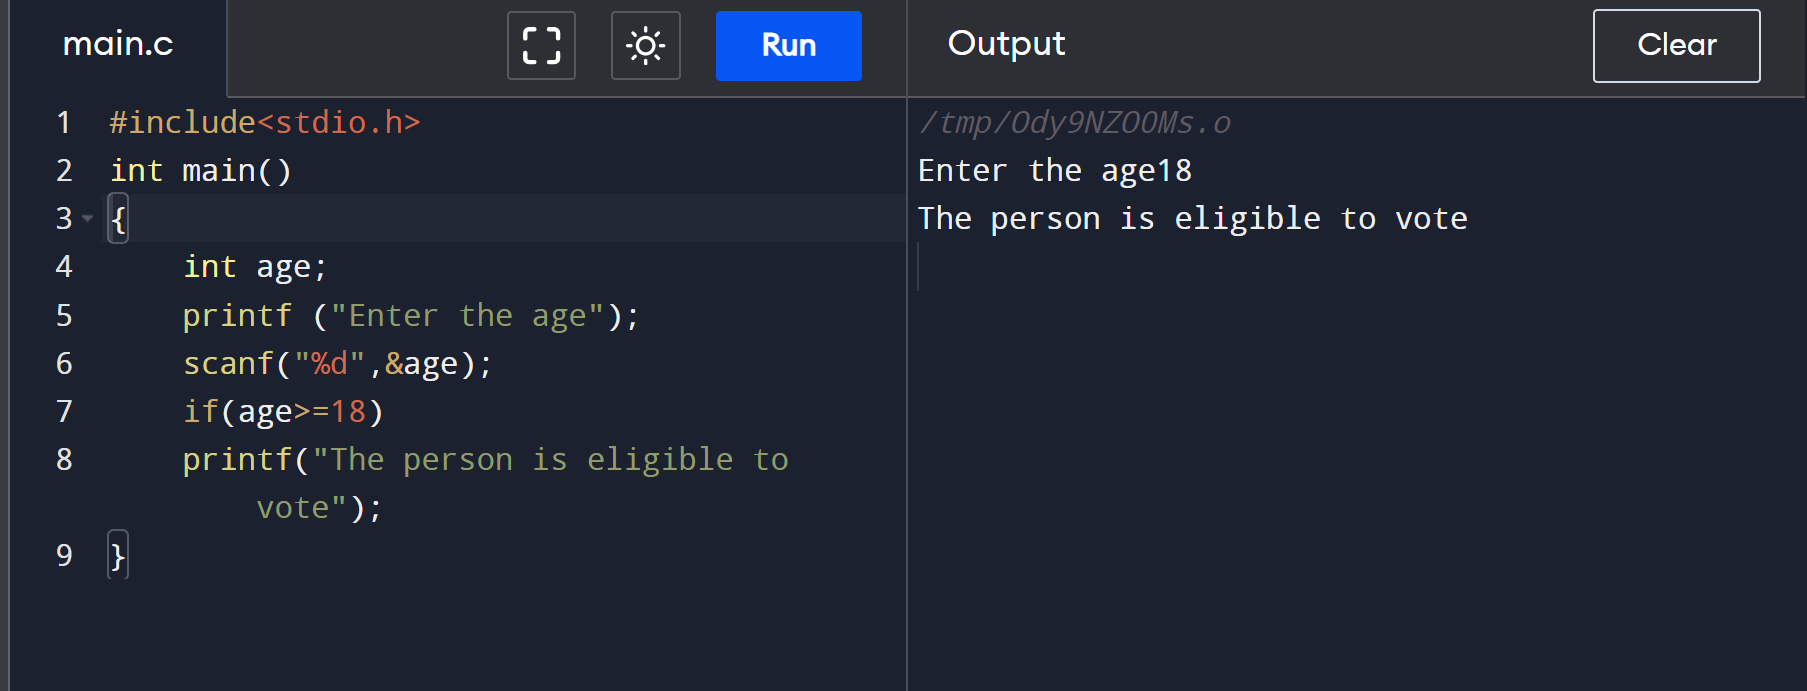 main.c
Run
Output
Clear
1 #include<stdio.h>
2 int main()
3 {
4     int age;
5     printf ("Enter the age");
6     scanf("%d",&age);
7     if(age>=18)
8     printf("The person is eligible to
        vote");
9 }
/tmp/Ody9NZOOMs.o
Enter the age18
The person is eligible to vote